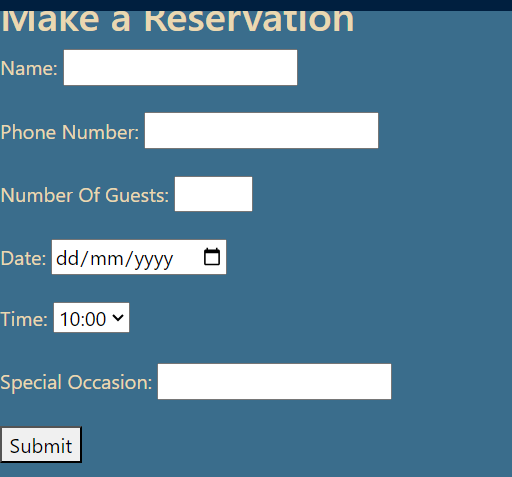 Make a Reservation
Name:
Phone Number:
Number Of Guests:
Date: dd/mm/yyyy
Time: 10:00
Special Occasion:
Submit